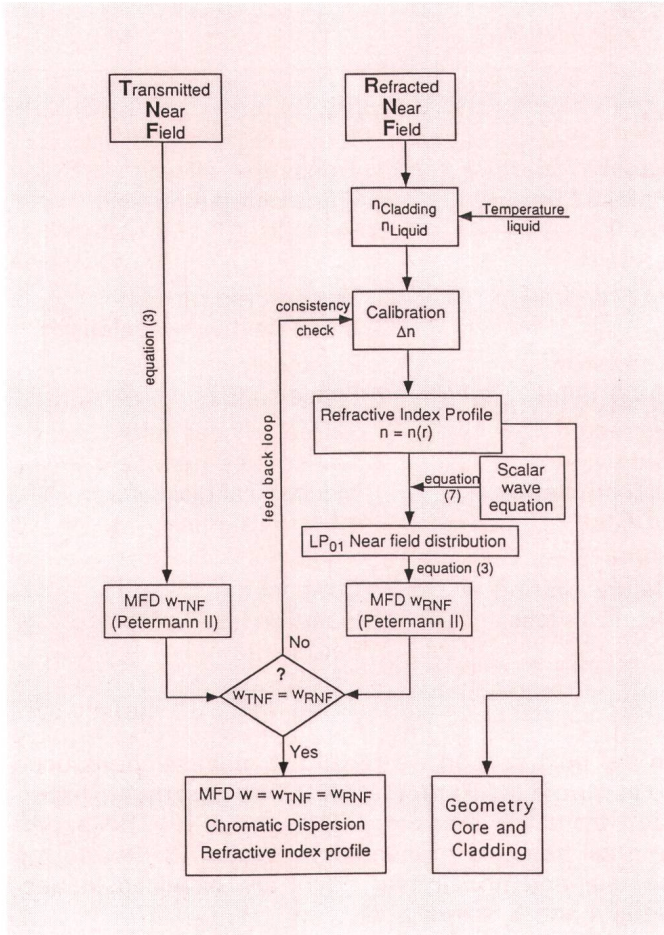 Transmitted
Near
Field
Refracted
Near
Field
nCladding
nLiquid
Temperature
liquid
equation (3)
consistency
check
Calibration
Δn
feed back loop
Refractive Index Profile
n = n(r)
equation
(7)
Scalar
wave
equation
LP01 Near field distribution
equation (3)
MFD wTNF
(Petermann II)
MFD wRNF
(Petermann II)
No
?
wTNF = wRNF
Yes
MFD w = wTNF = wRNF
Chromatic Dispersion
Refractive index profile
Geometry
Core and
Cladding